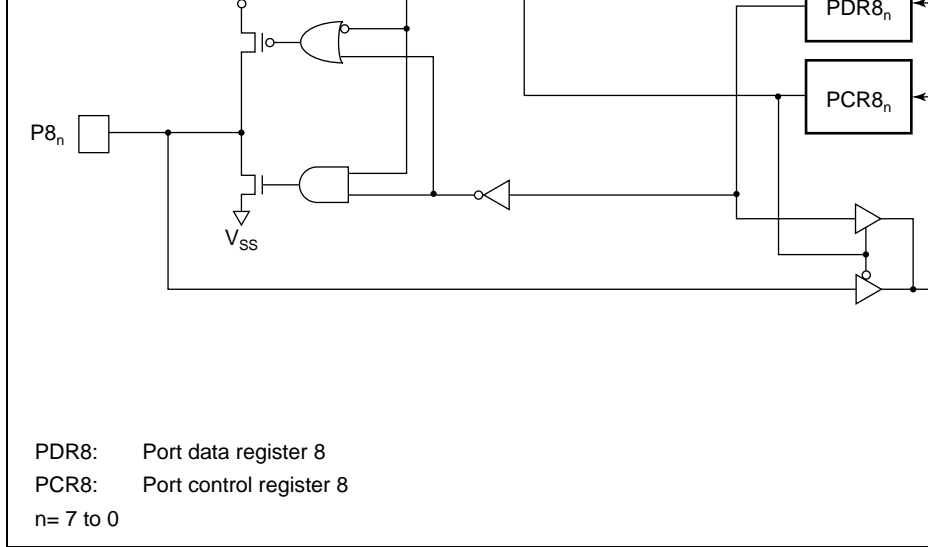 PDR8n
PCR8n
P8n
VSS
PDR8: Port data register 8
PCR8: Port control register 8
n= 7 to 0